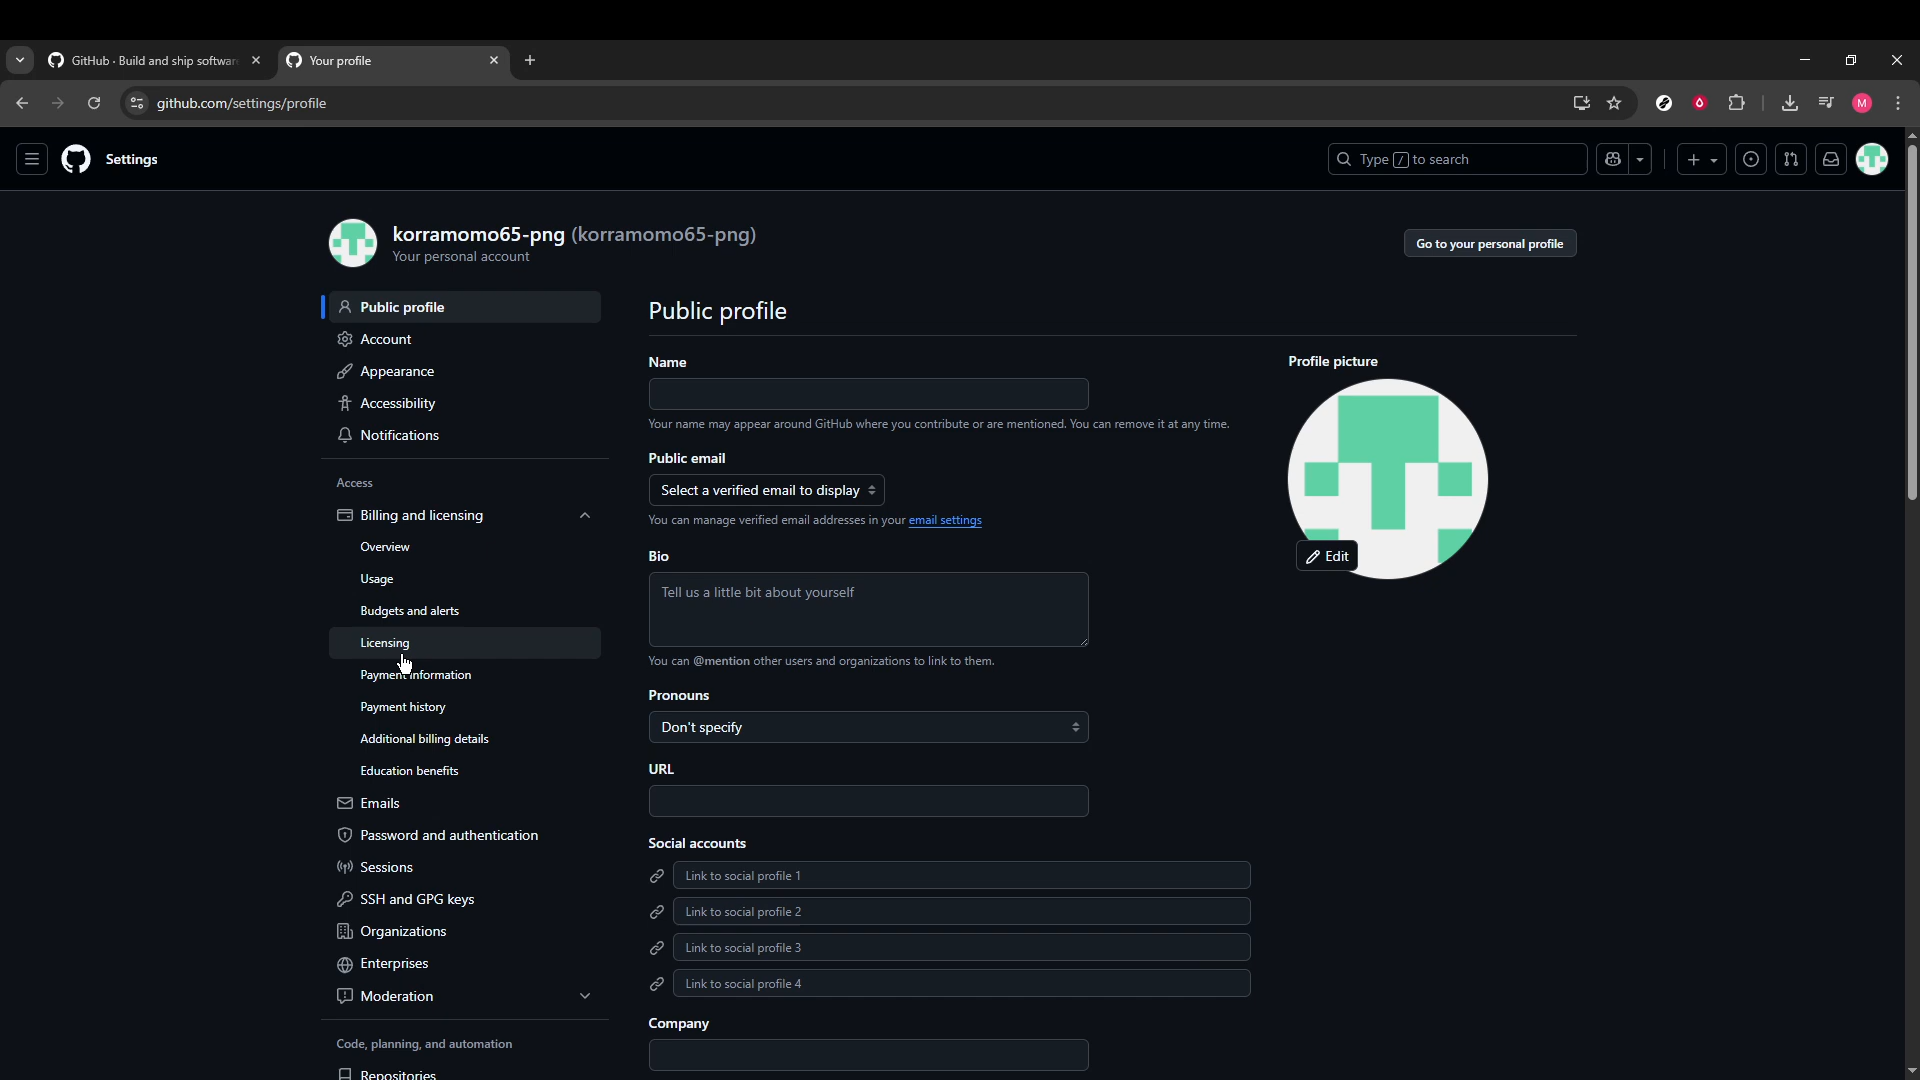 GitHub · Build and ship software
Your profile
github.com/settings/profile
M
Settings
Type / to search
korramomo65-png (korramomo65-png)
Your personal account
Go to your personal profile
Public profile
Account
Appearance
Accessibility
Notifications
Access
Billing and licensing
Overview
Usage
Budgets and alerts
Licensing
Payment information
Payment history
Additional billing details
Education benefits
Emails
Password and authentication
Sessions
SSH and GPG keys
Organizations
Enterprises
Moderation
Code, planning, and automation
Repositories
Public profile
Name
Your name may appear around GitHub where you contribute or are mentioned. You can remove it at any time.
Public email
Select a verified email to display
You can manage verified email addresses in your email settings
Bio
Tell us a little bit about yourself
You can @mention other users and organizations to link to them.
Pronouns
Don't specify
URL
Social accounts
Link to social profile 1
Link to social profile 2
Link to social profile 3
Link to social profile 4
Company
Profile picture
Edit